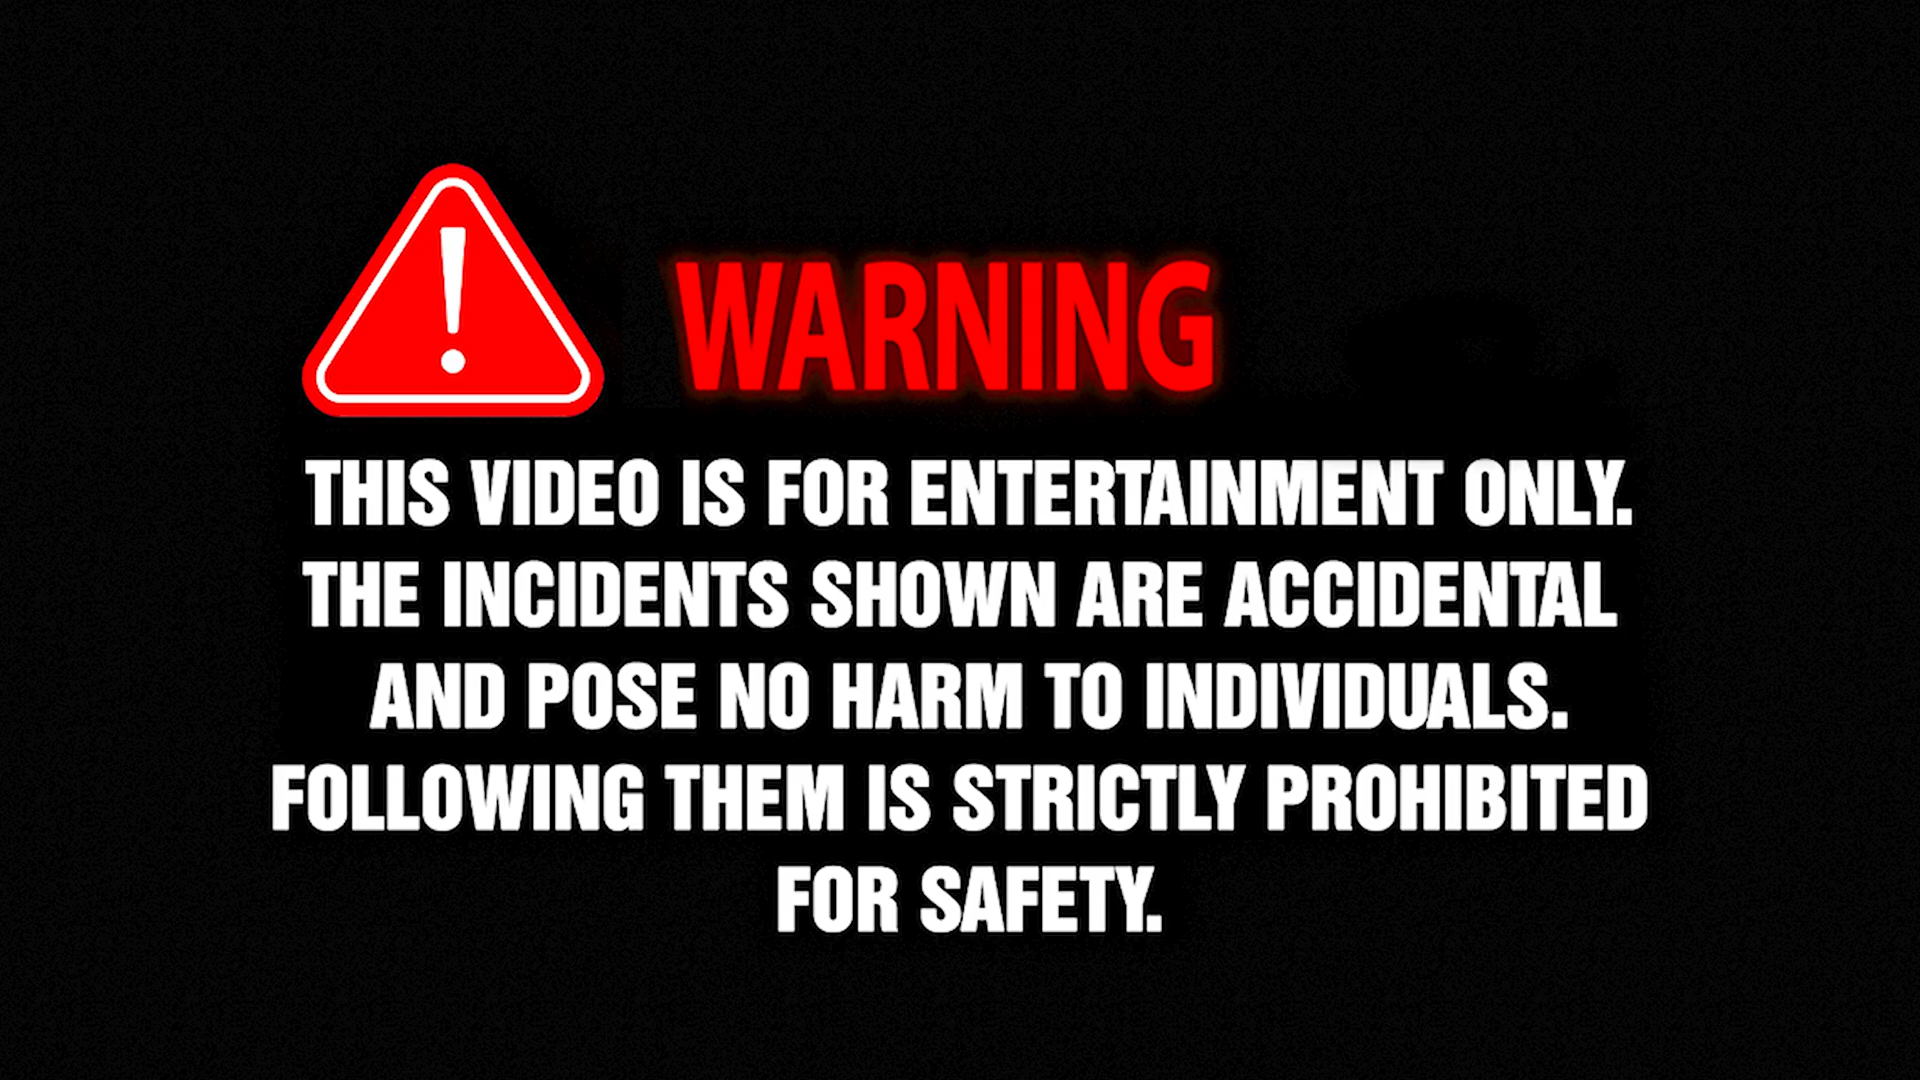 !
WARNING
THIS VIDEO IS FOR ENTERTAINMENT ONLY.
THE INCIDENTS SHOWN ARE ACCIDENTAL
AND POSE NO HARM TO INDIVIDUALS.
FOLLOWING THEM IS STRICTLY PROHIBITED
FOR SAFETY.